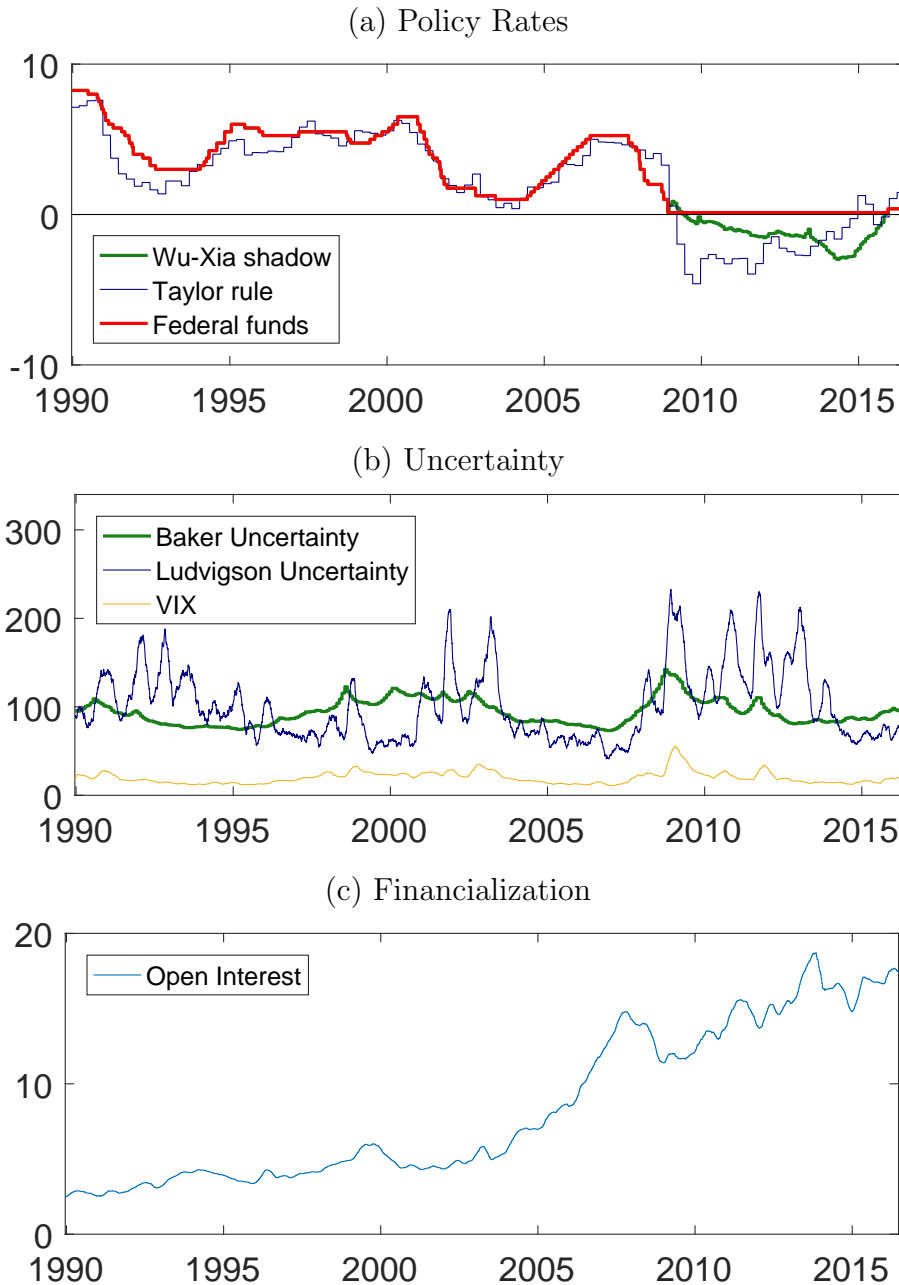 (a) Policy Rates
10
0
-10
Wu-Xia shadow
Taylor rule
Federal funds
1990 1995 2000 2005 2010 2015
(b) Uncertainty
300
200
100
0
Baker Uncertainty
Ludvigson Uncertainty
VIX
1990 1995 2000 2005 2010 2015
(c) Financialization
20
10
0
Open Interest
1990 1995 2000 2005 2010 2015